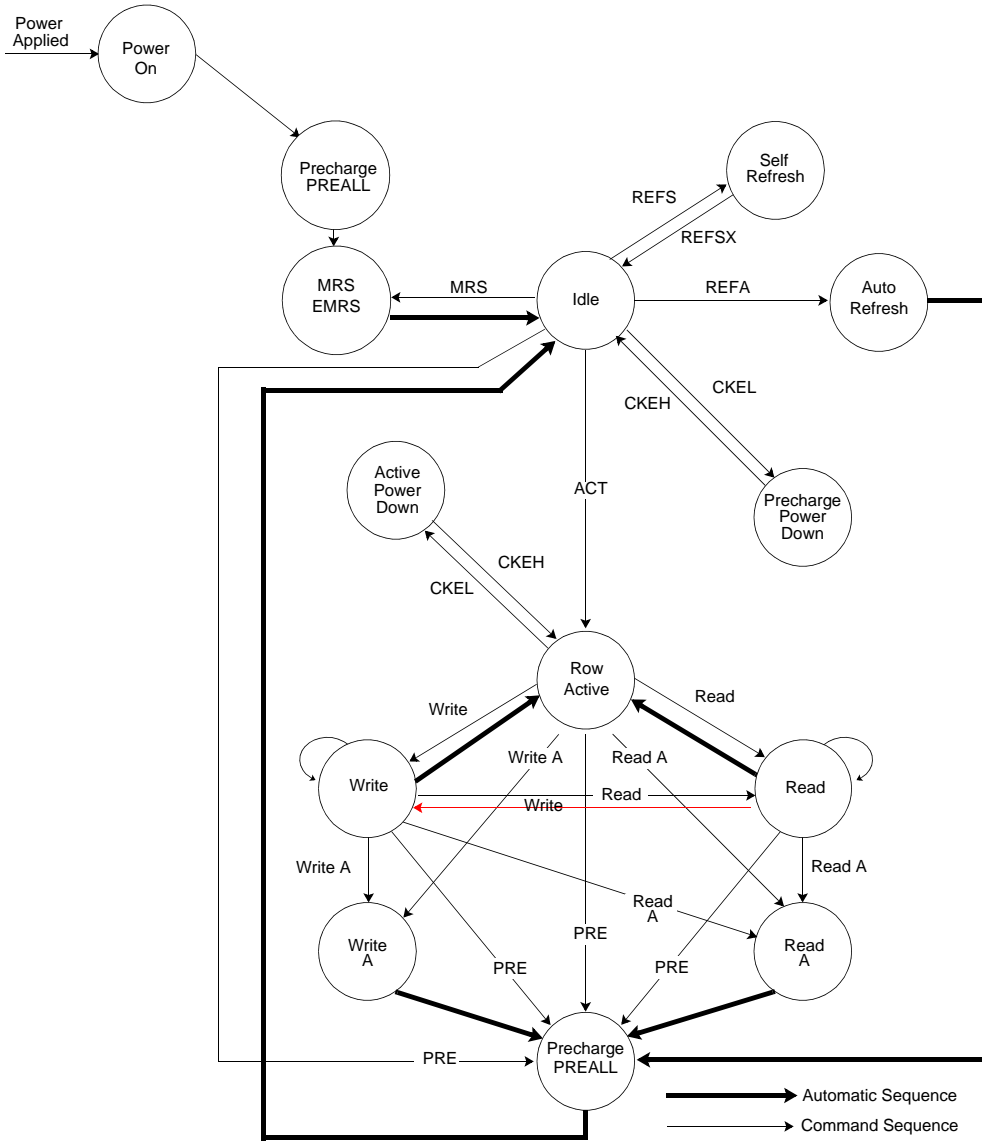 Power
Applied
Power
On
Precharge
PREALL
Self
Refresh
REFS
REFSX
MRS
EMRS
MRS
Idle
REFA
Auto
Refresh
CKEL
CKEH
Active
Power
Down
ACT
Precharge
Power
Down
CKEH
CKEL
Row
Active
Write
Read
Write A
Read A
Write
Read
Write
Read
Write A
Read A
Read
A
Write
A
PRE
Read
A
PRE
PRE
Precharge
PREALL
PRE
Automatic Sequence
Command Sequence